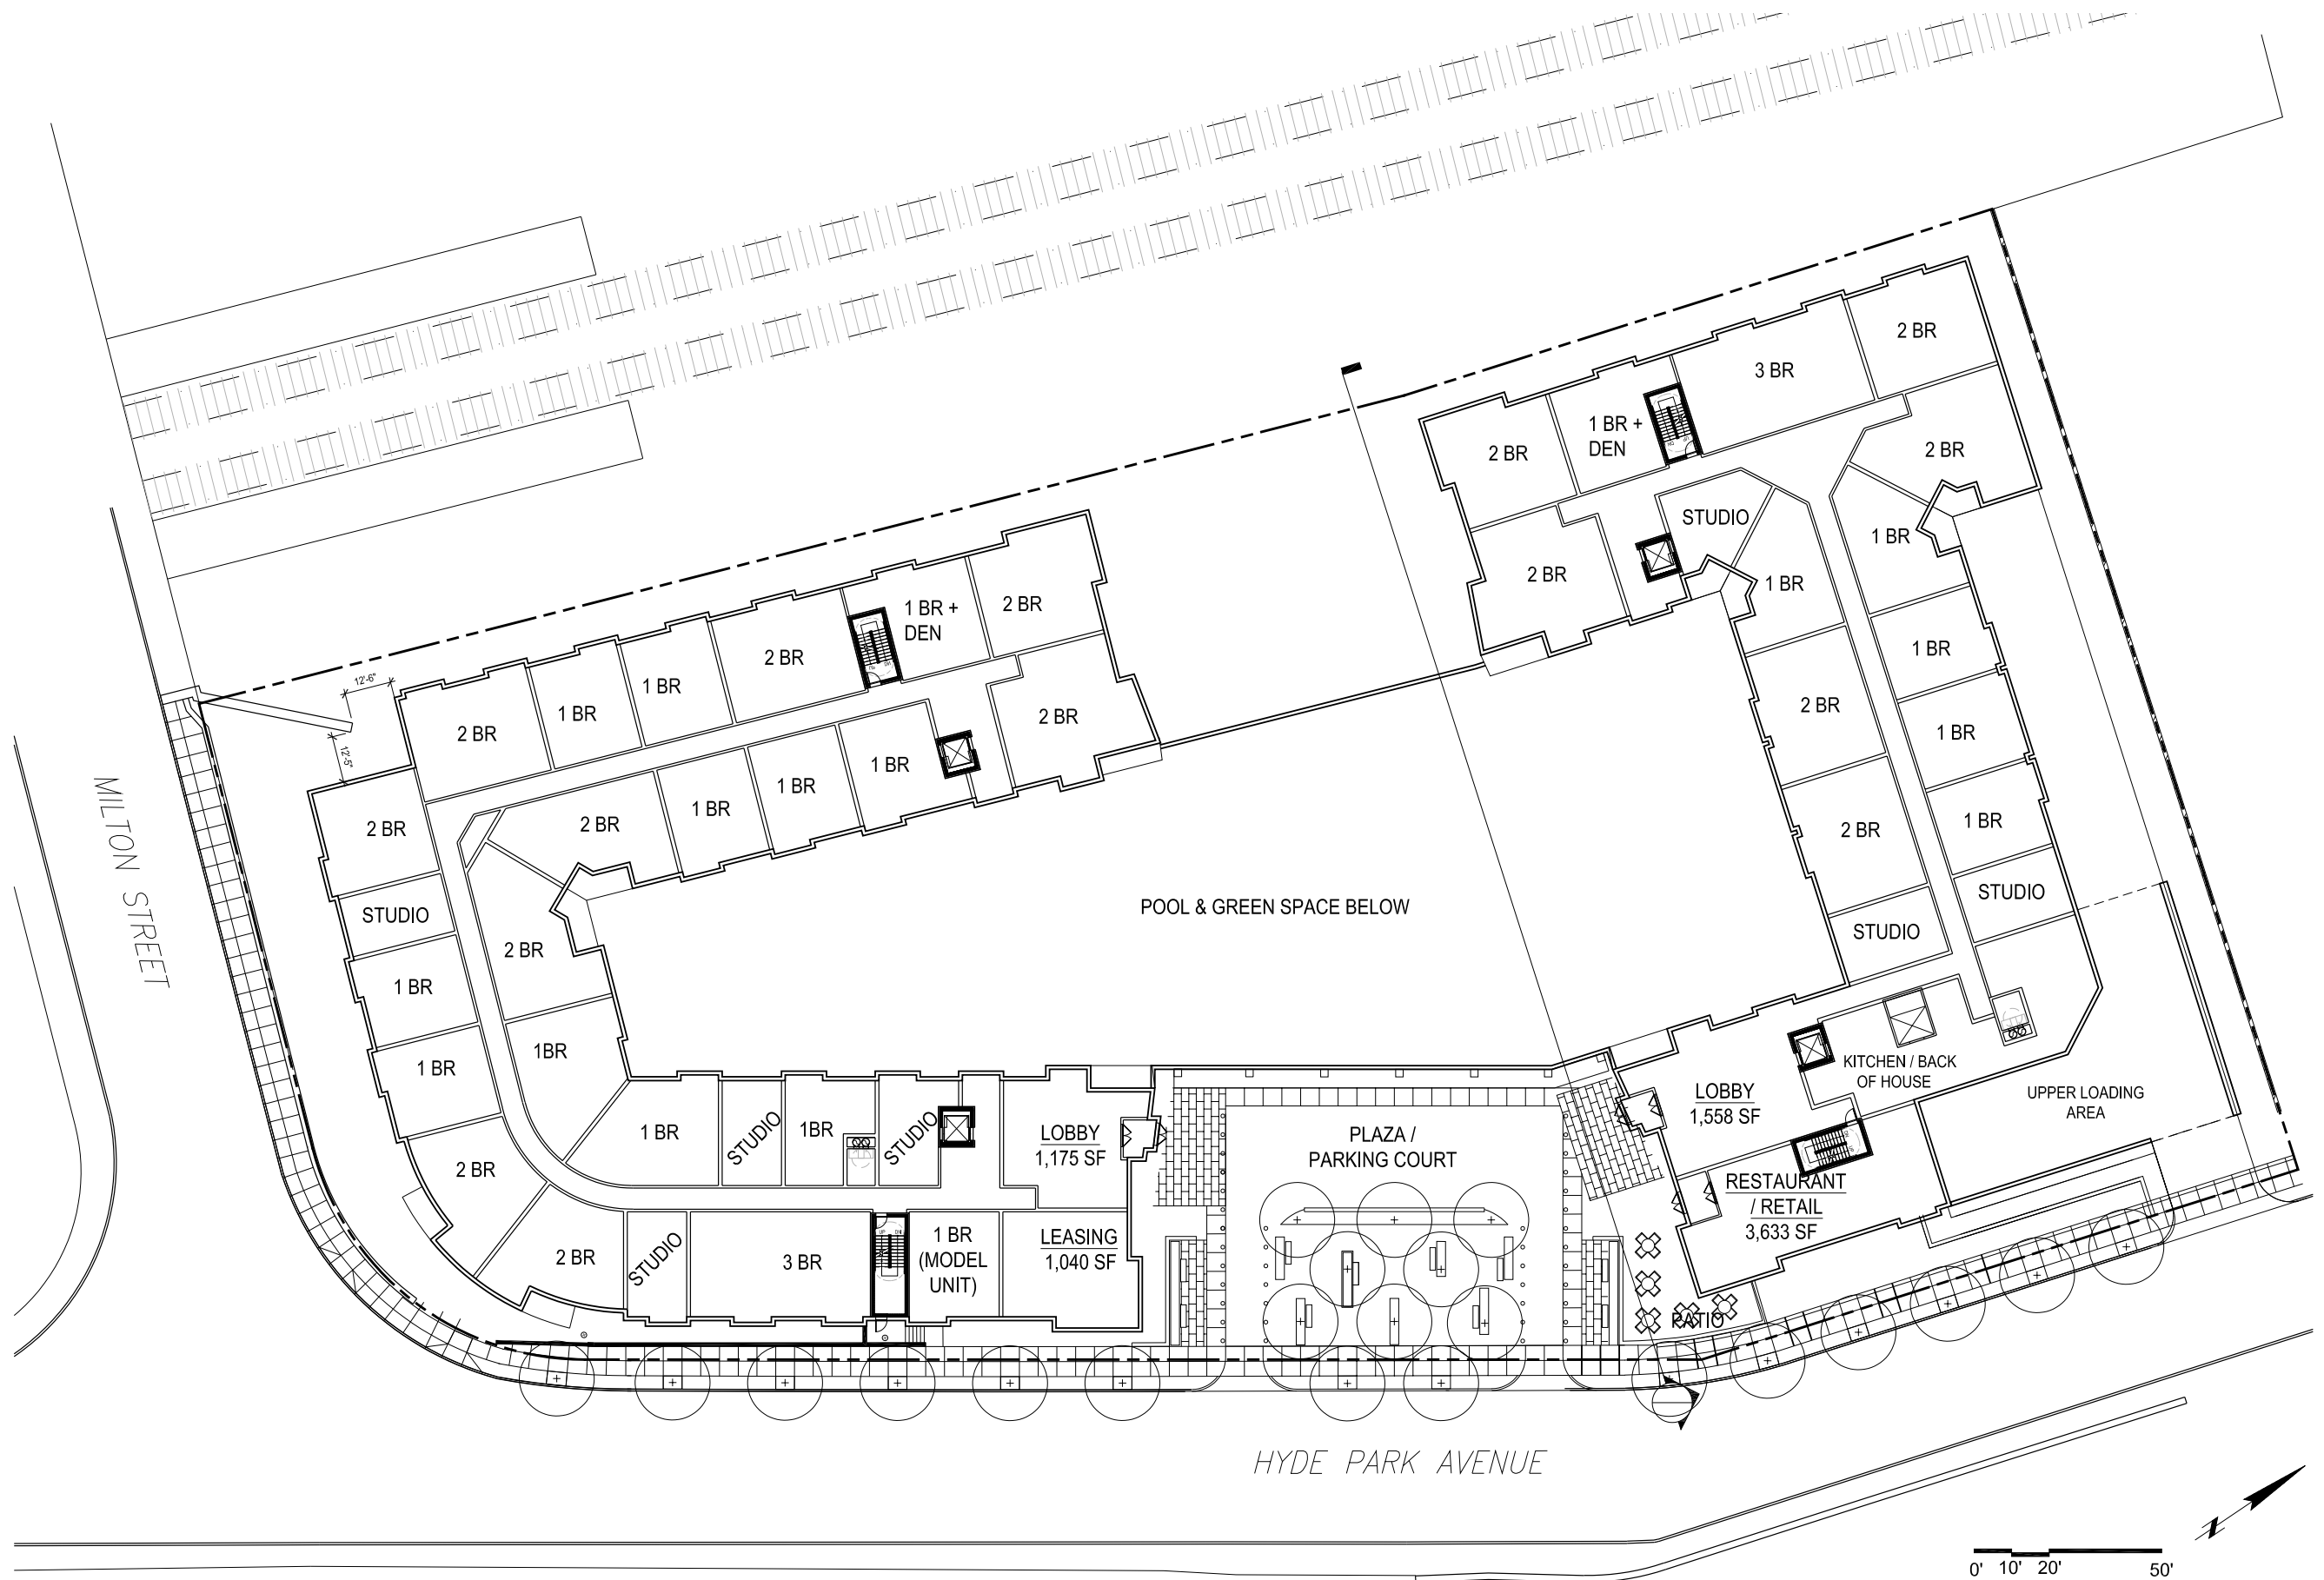 2 BR
3 BR
1 BR +
DEN
2 BR
2 BR
STUDIO
1 BR
2 BR
1 BR
1 BR +
DEN
2 BR
1 BR
2 BR
1 BR
1 BR
2 BR
12'-6"
12'-5"
2 BR
2 BR
1 BR
2 BR
1 BR
1 BR
1 BR
2 BR
2 BR
1 BR
2 BR
STUDIO
STUDIO
STUDIO
2 BR
1 BR
1BR
1 BR
2 BR
POOL & GREEN SPACE BELOW
MILTON STREET
1 BR
STUDIO
1BR
STUDIO
LOBBY
1,175 SF
PLAZA /
PARKING COURT
LOBBY
1,558 SF
KITCHEN / BACK
OF HOUSE
UPPER LOADING
AREA
2 BR
STUDIO
3 BR
UP DN
1 BR
(MODEL
UNIT)
LEASING
1,040 SF
RESTAURANT
/ RETAIL
3,633 SF
PATIO
HYDE PARK AVENUE
N
0' 10' 20' 50'